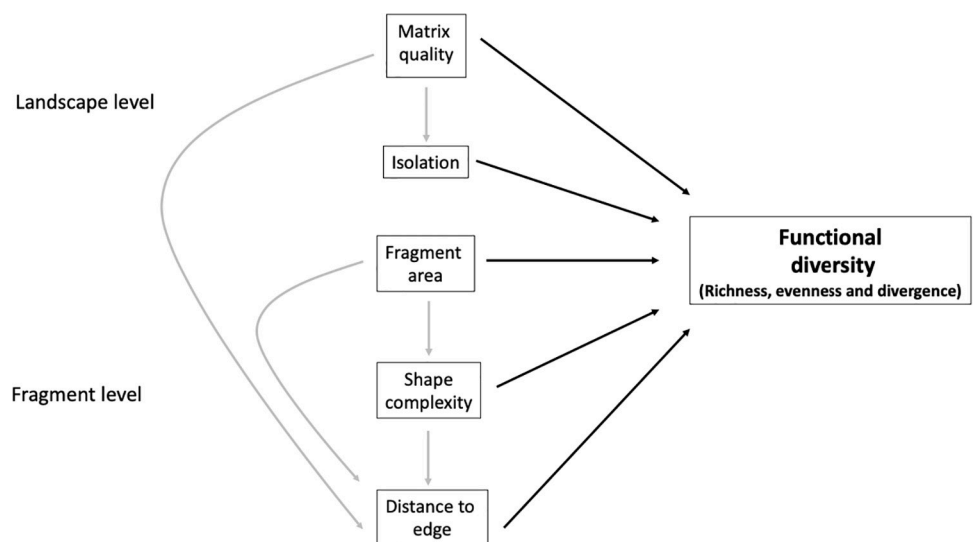 Matrix
quality
Landscape level
Isolation
Fragment
area
Functional
diversity
(Richness, evenness and divergence)
Shape
complexity
Fragment level
Distance to
edge